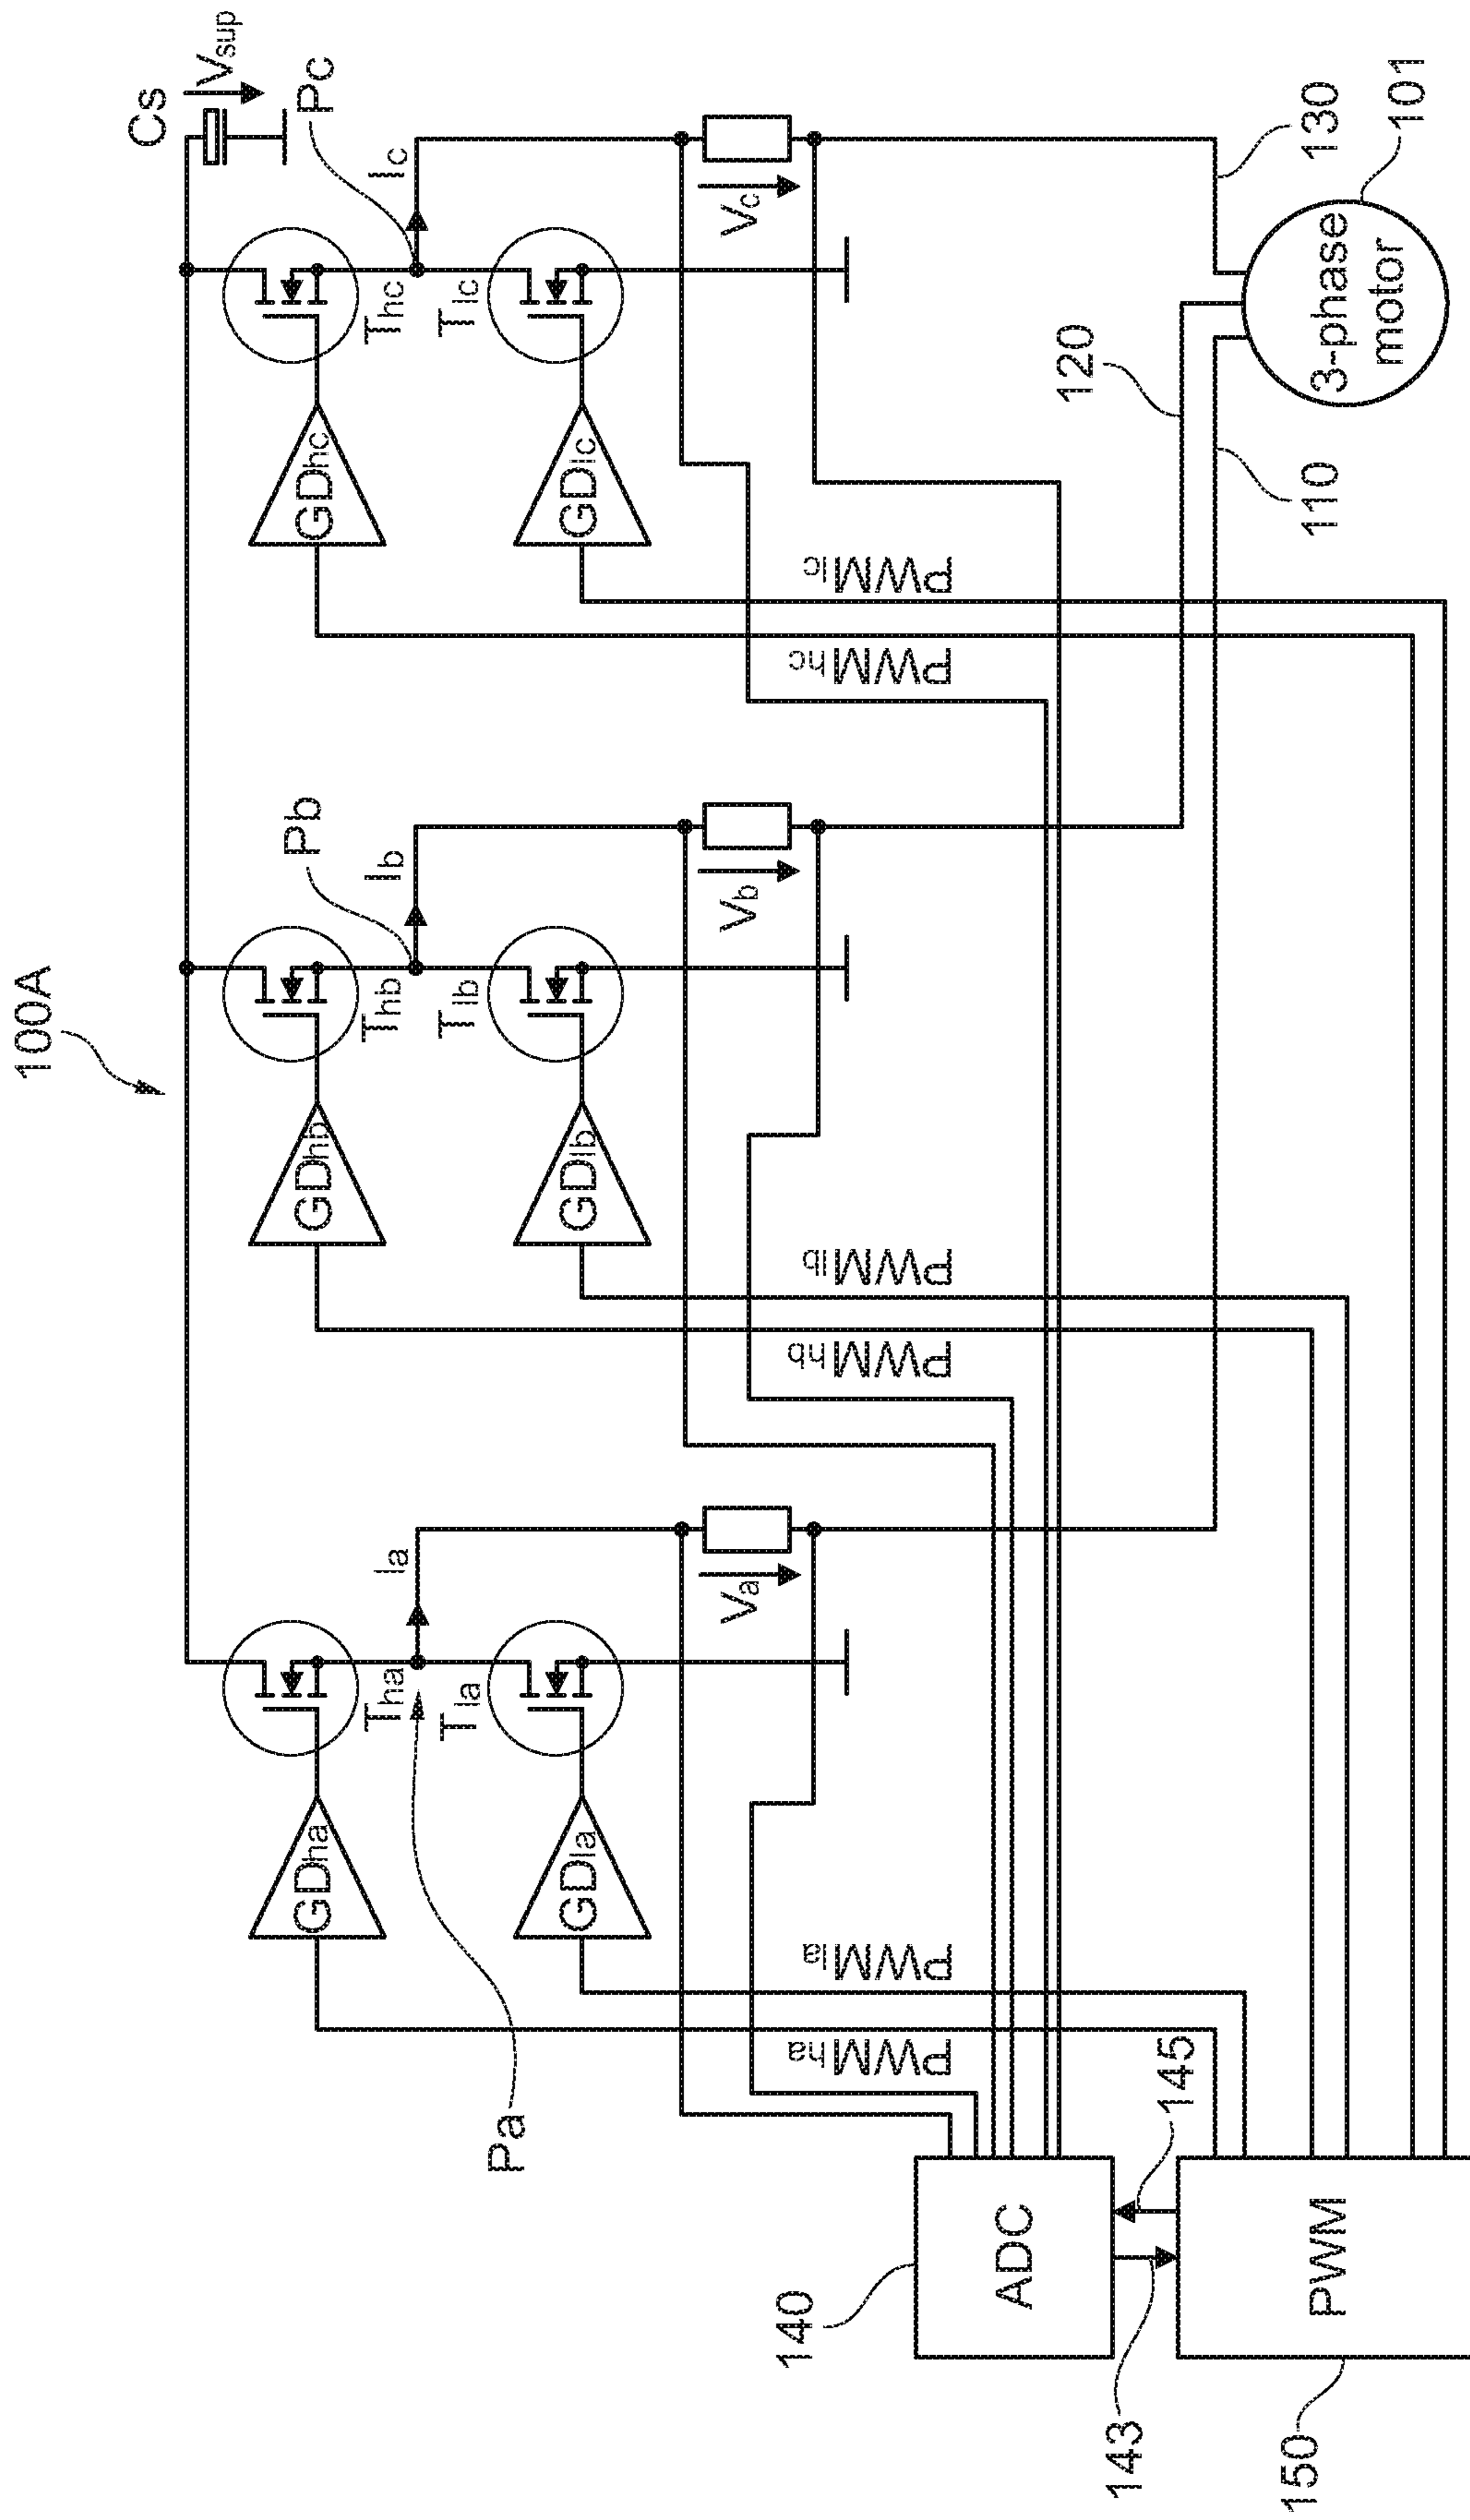 100A
Cs
Vsup
Pa
Pb
Pc
GDha
Tha
Ia
GDhb
Thb
Ib
GDhc
Thc
Ic
GDla
Tla
GDlb
Tlb
GDlc
Tlc
Va
Vb
Vc
PWMha
PWMla
PWMhb
PWMlb
PWMhc
PWMlc
140
ADC
143
145
150
PWM
110
120
130
3-phase
motor
101